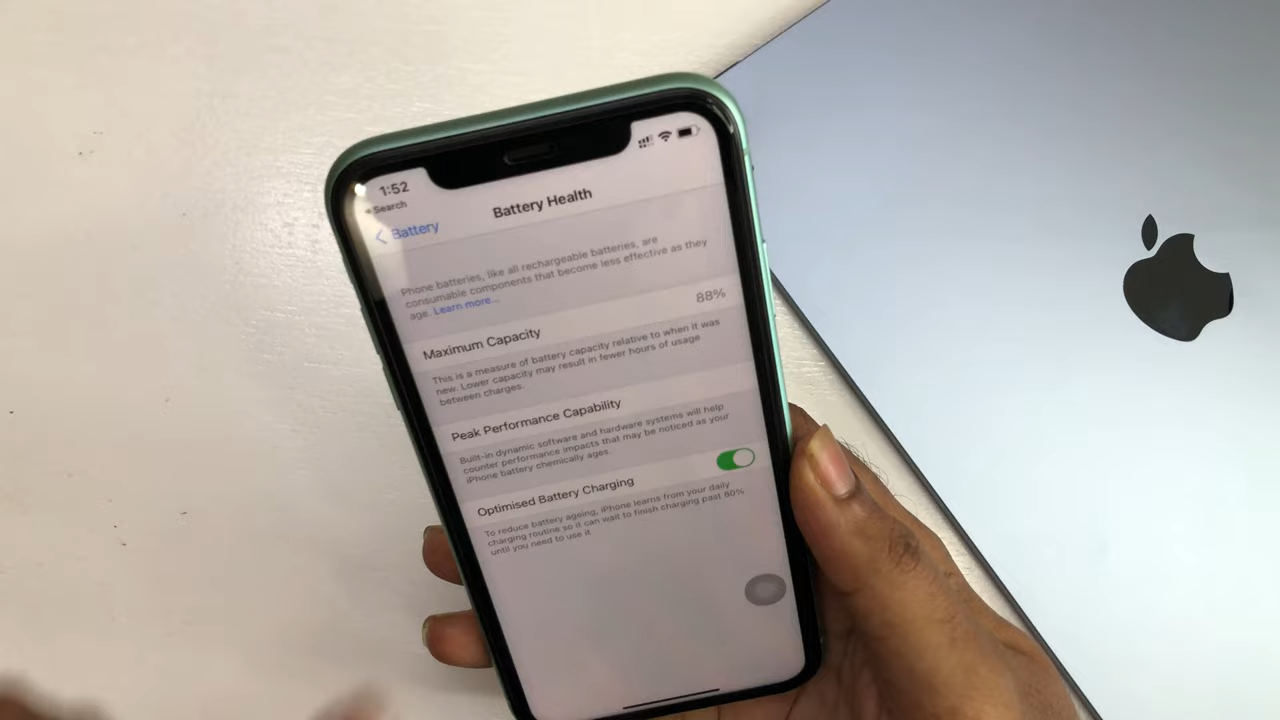 1:52
Search
Battery
Battery Health
Phone batteries, like all rechargeable batteries, are
consumable components that become less effective as they
age. Learn more...
Maximum Capacity 88%
This is a measure of battery capacity relative to when it was
new. Lower capacity may result in fewer hours of usage
between charges.
Peak Performance Capability
Built-in dynamic software and hardware systems will help
counter performance impacts that may be noticed as your
iPhone battery chemically ages.
Optimised Battery Charging
To reduce battery ageing, iPhone learns from your daily
charging routine so it can wait to finish charging past 80%
until you need to use it